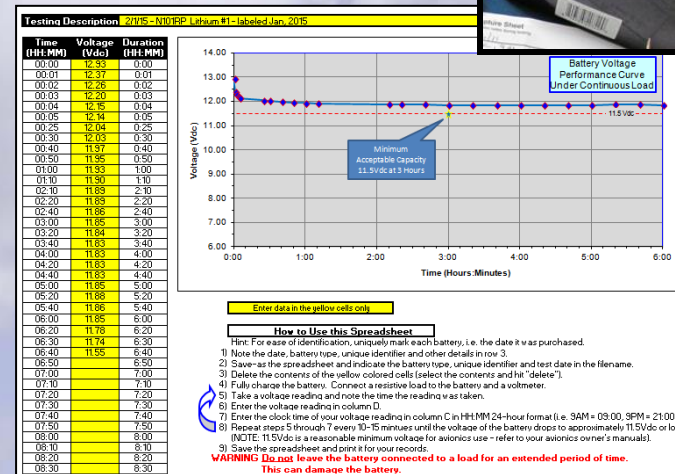 Testing Description 2/1/15 - N101RP Lithium #1 - labeled Jan, 2015
Time Voltage Duration
(HH:MM) (Vdc) (HH:MM)
00:00 12.93 0:00
00:01 12.37 0:01
00:02 12.26 0:02
00:03 12.20 0:03
00:04 12.15 0:04
00:05 12.14 0:05
00:25 12.04 0:25
00:30 12.03 0:30
00:40 11.97 0:40
00:50 11.95 0:50
01:00 11.93 1:00
01:10 11.90 1:10
02:10 11.89 2:10
02:20 11.89 2:20
02:40 11.86 2:40
03:00 11.85 3:00
03:20 11.84 3:20
03:40 11.83 3:40
04:00 11.83 4:00
04:20 11.83 4:20
04:40 11.83 4:40
05:00 11.85 5:00
05:20 11.88 5:20
05:40 11.86 5:40
06:00 11.85 6:00
06:20 11.78 6:20
06:30 11.74 6:30
06:40 11.55 6:40
06:50 6:50
07:00 7:00
07:10 7:10
07:20 7:20
07:30 7:30
07:40 7:40
07:50 7:50
08:00 8:00
08:10 8:10
08:20 8:20
08:30 8:30
Sheet
Battery Voltage
Performance Curve
Under Continuous Load
14.00
13.00
12.00
11.00
10.00
9.00
8.00
7.00
6.00
Voltage (Vdc)
11.5 Vdc
Minimum
Acceptable Capacity
11.5Vdc at 3 Hours
0:00 1:00 2:00 3:00 4:00 5:00 6:00
Time (Hours:Minutes)
Enter data in the yellow cells only
How to Use this Spreadsheet
Hint: For ease of identification, uniquely mark each battery, i.e. the date it was purchased.
1) Note the date, battery type, unique identifier and other details in row 3.
2) Save-as the spreadsheet and indicate the battery type, unique identifier and test date in the filename.
3) Delete the contents of the yellow colored cells (select the contents and hit "delete").
4) Fully charge the battery. Connect a resistive load to the battery and a voltmeter.
5) Take a voltage reading and note the time the reading was taken.
6) Enter the voltage reading in column D.
7) Enter the clock time of your voltage reading in column C in HH:MM 24-hour format (i.e. 9AM = 09:00, 9PM = 21:00
8) Repeat steps 5 through 7 every 10-15 mintues until the voltage of the battery drops to approximately 11.5Vdc or lo
(NOTE: 11.5Vdc is a reasonable minimum voltage for avionics use - refer to your avionics owner's manuals).
9) Save the spreadsheet and print it for your records.
WARNING Do not leave the battery connected to a load for an extended period of time.
This can damage the battery.